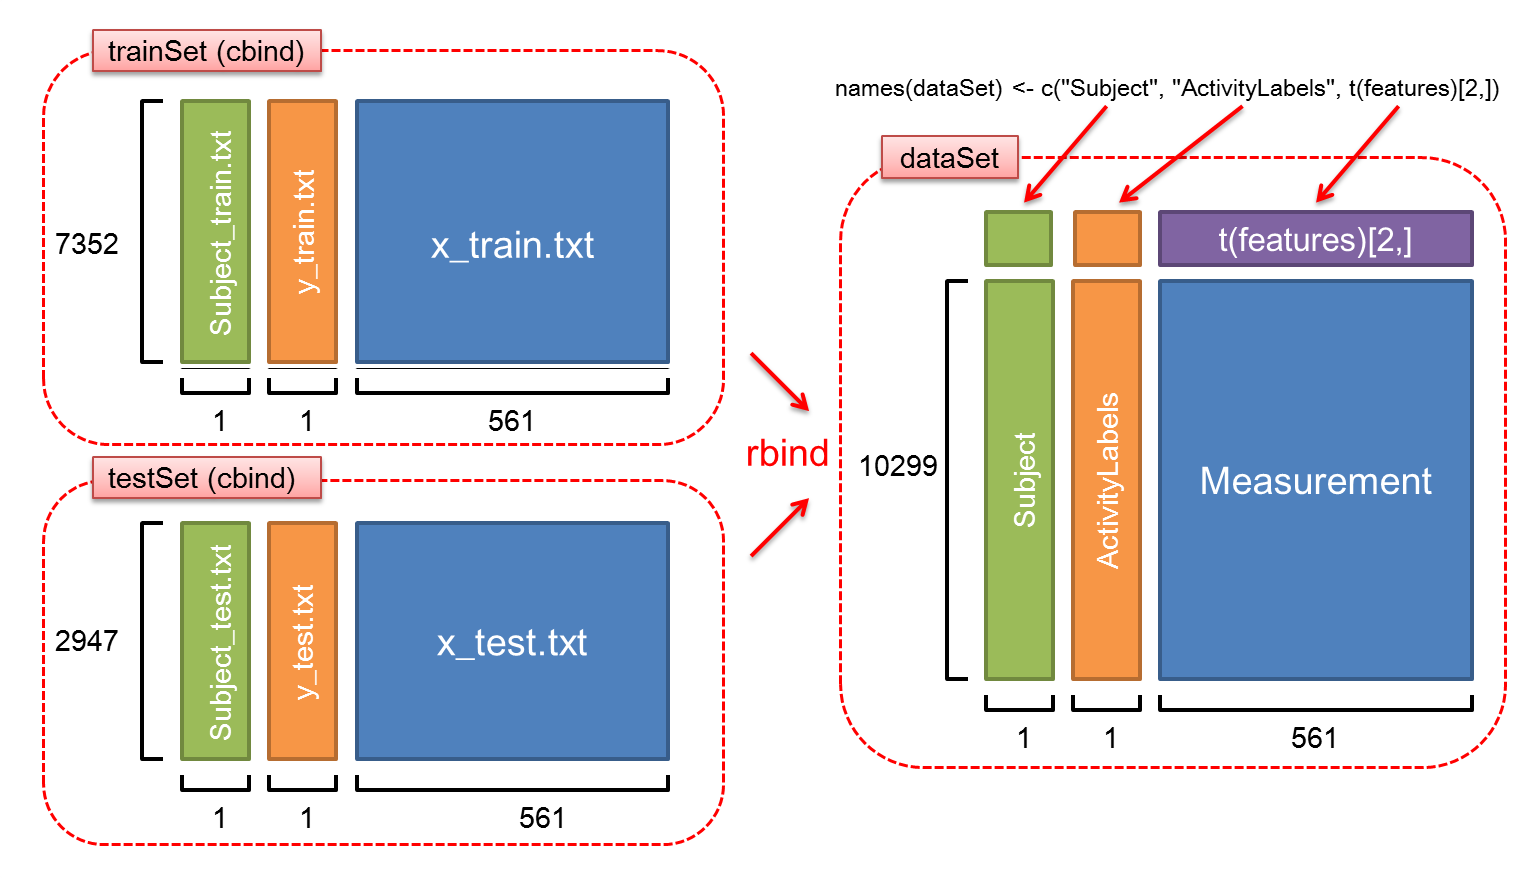 trainSet (cbind)
7352
Subject_train.txt
y_train.txt
x_train.txt
1
1
561
testSet (cbind)
2947
Subject_test.txt
y_test.txt
x_test.txt
1
1
561
rbind
names(dataSet) <- c("Subject", "ActivityLabels", t(features)[2,])
dataSet
t(features)[2,]
10299
Subject
ActivityLabels
Measurement
1
1
561